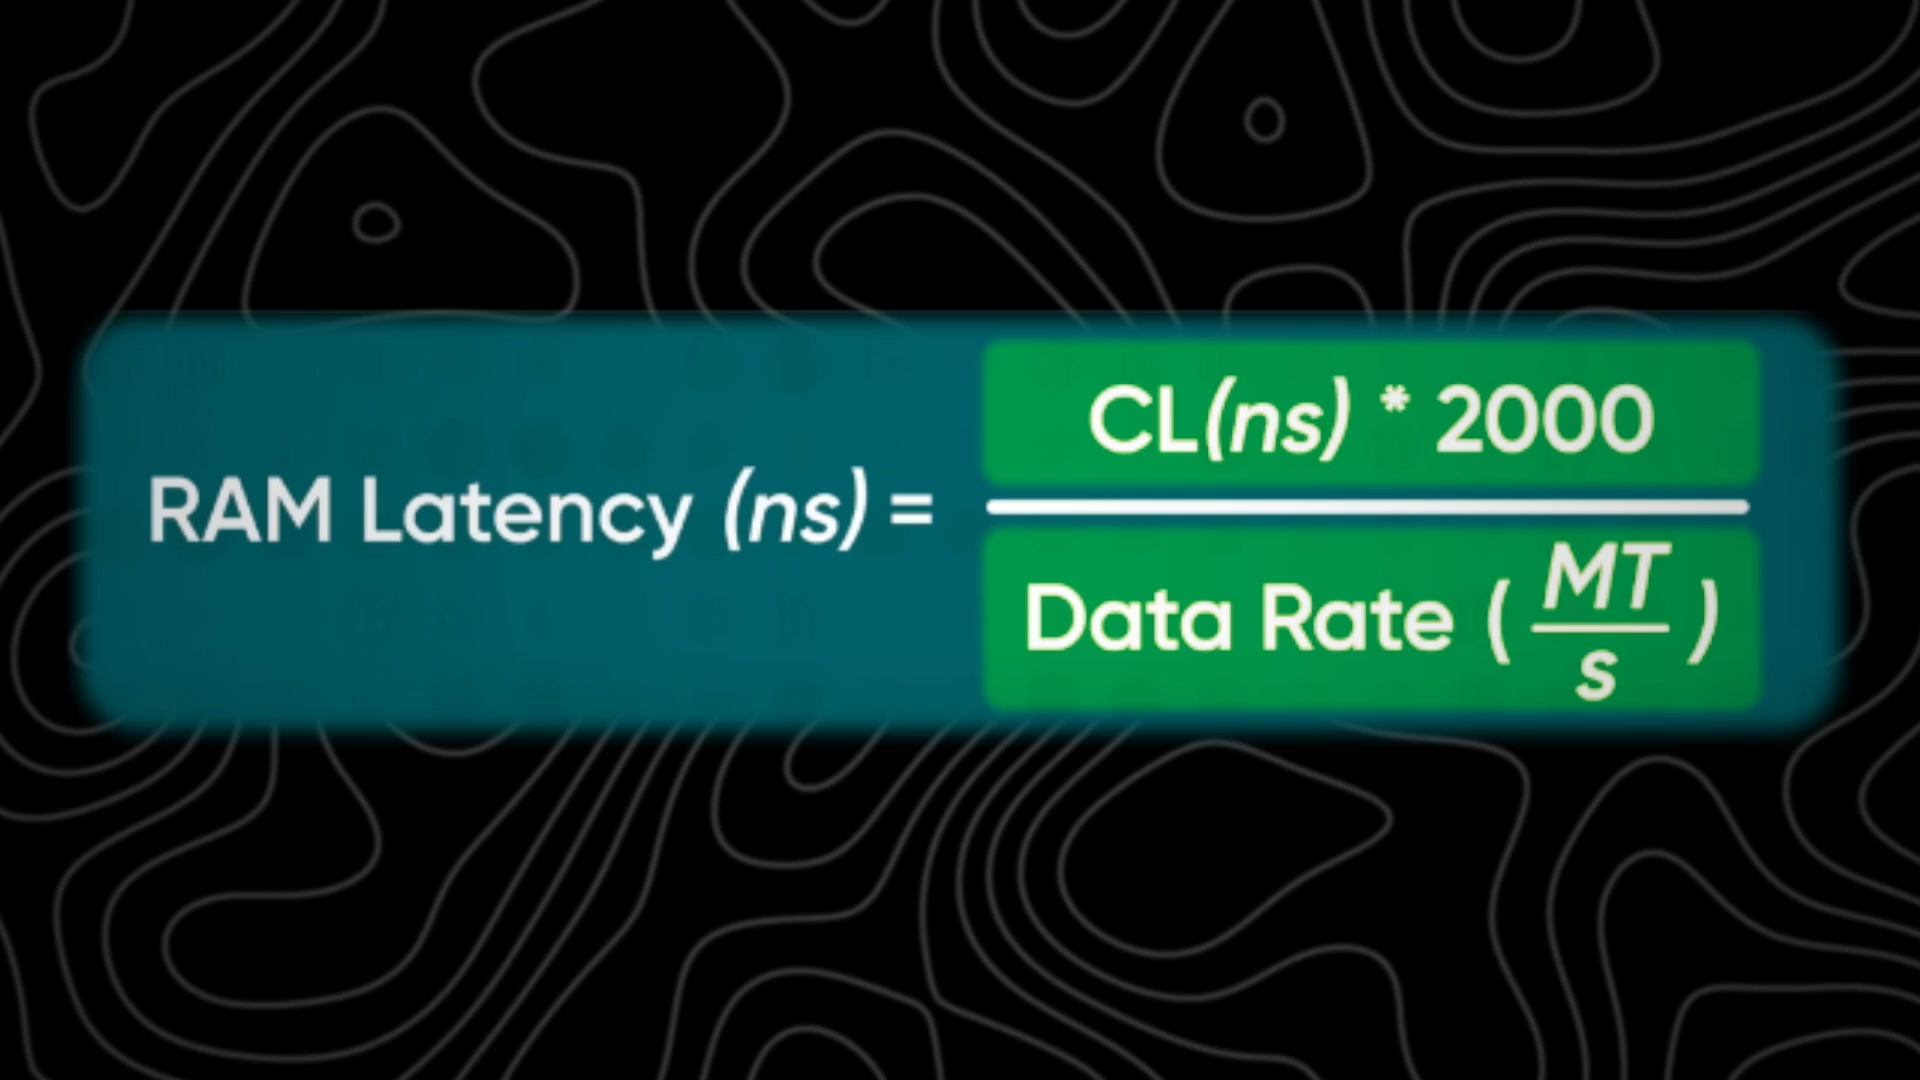 CL(ns) * 2000
RAM Latency (ns) =
Data Rate ( MT/s )